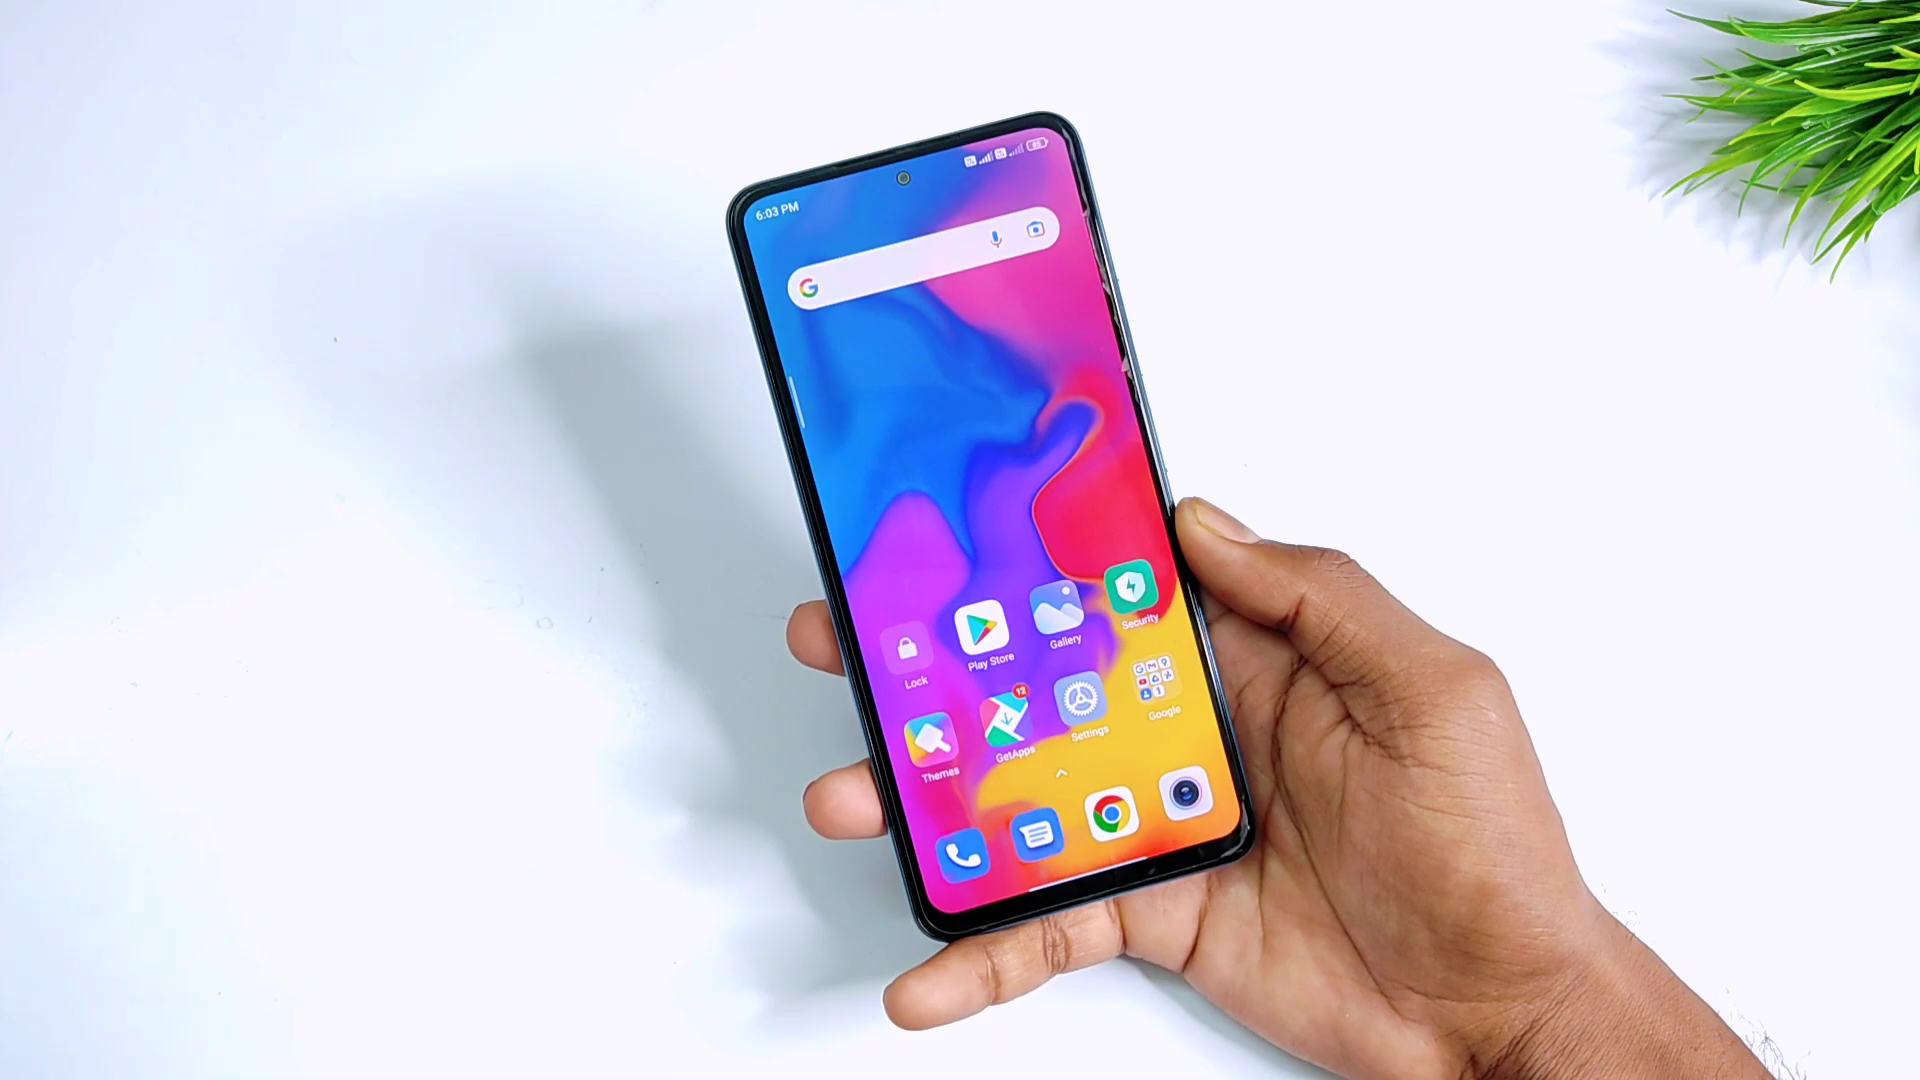 6:03 PM
Lock
Play Store
Gallery
Security
Themes
12
GetApps
Settings
Google